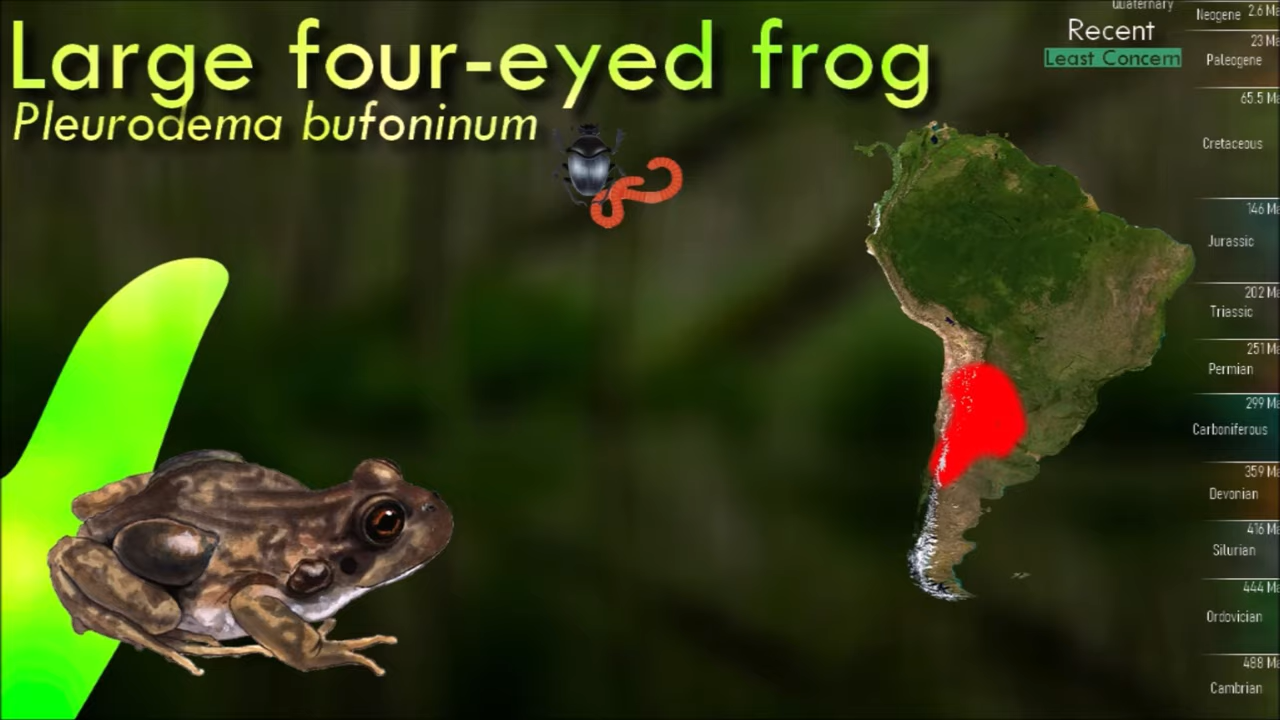 Large four-eyed frog
Pleurodema bufoninum
quaternary
Recent
Least Concern
Neogene 2.6 Ma
23 Ma
Paleogene
65.5 Ma
Cretaceous
146 Ma
Jurassic
202 Ma
Triassic
251 Ma
Permian
299 Ma
Carboniferous
359 Ma
Devonian
416 Ma
Silurian
444 Ma
Ordovician
488 Ma
Cambrian